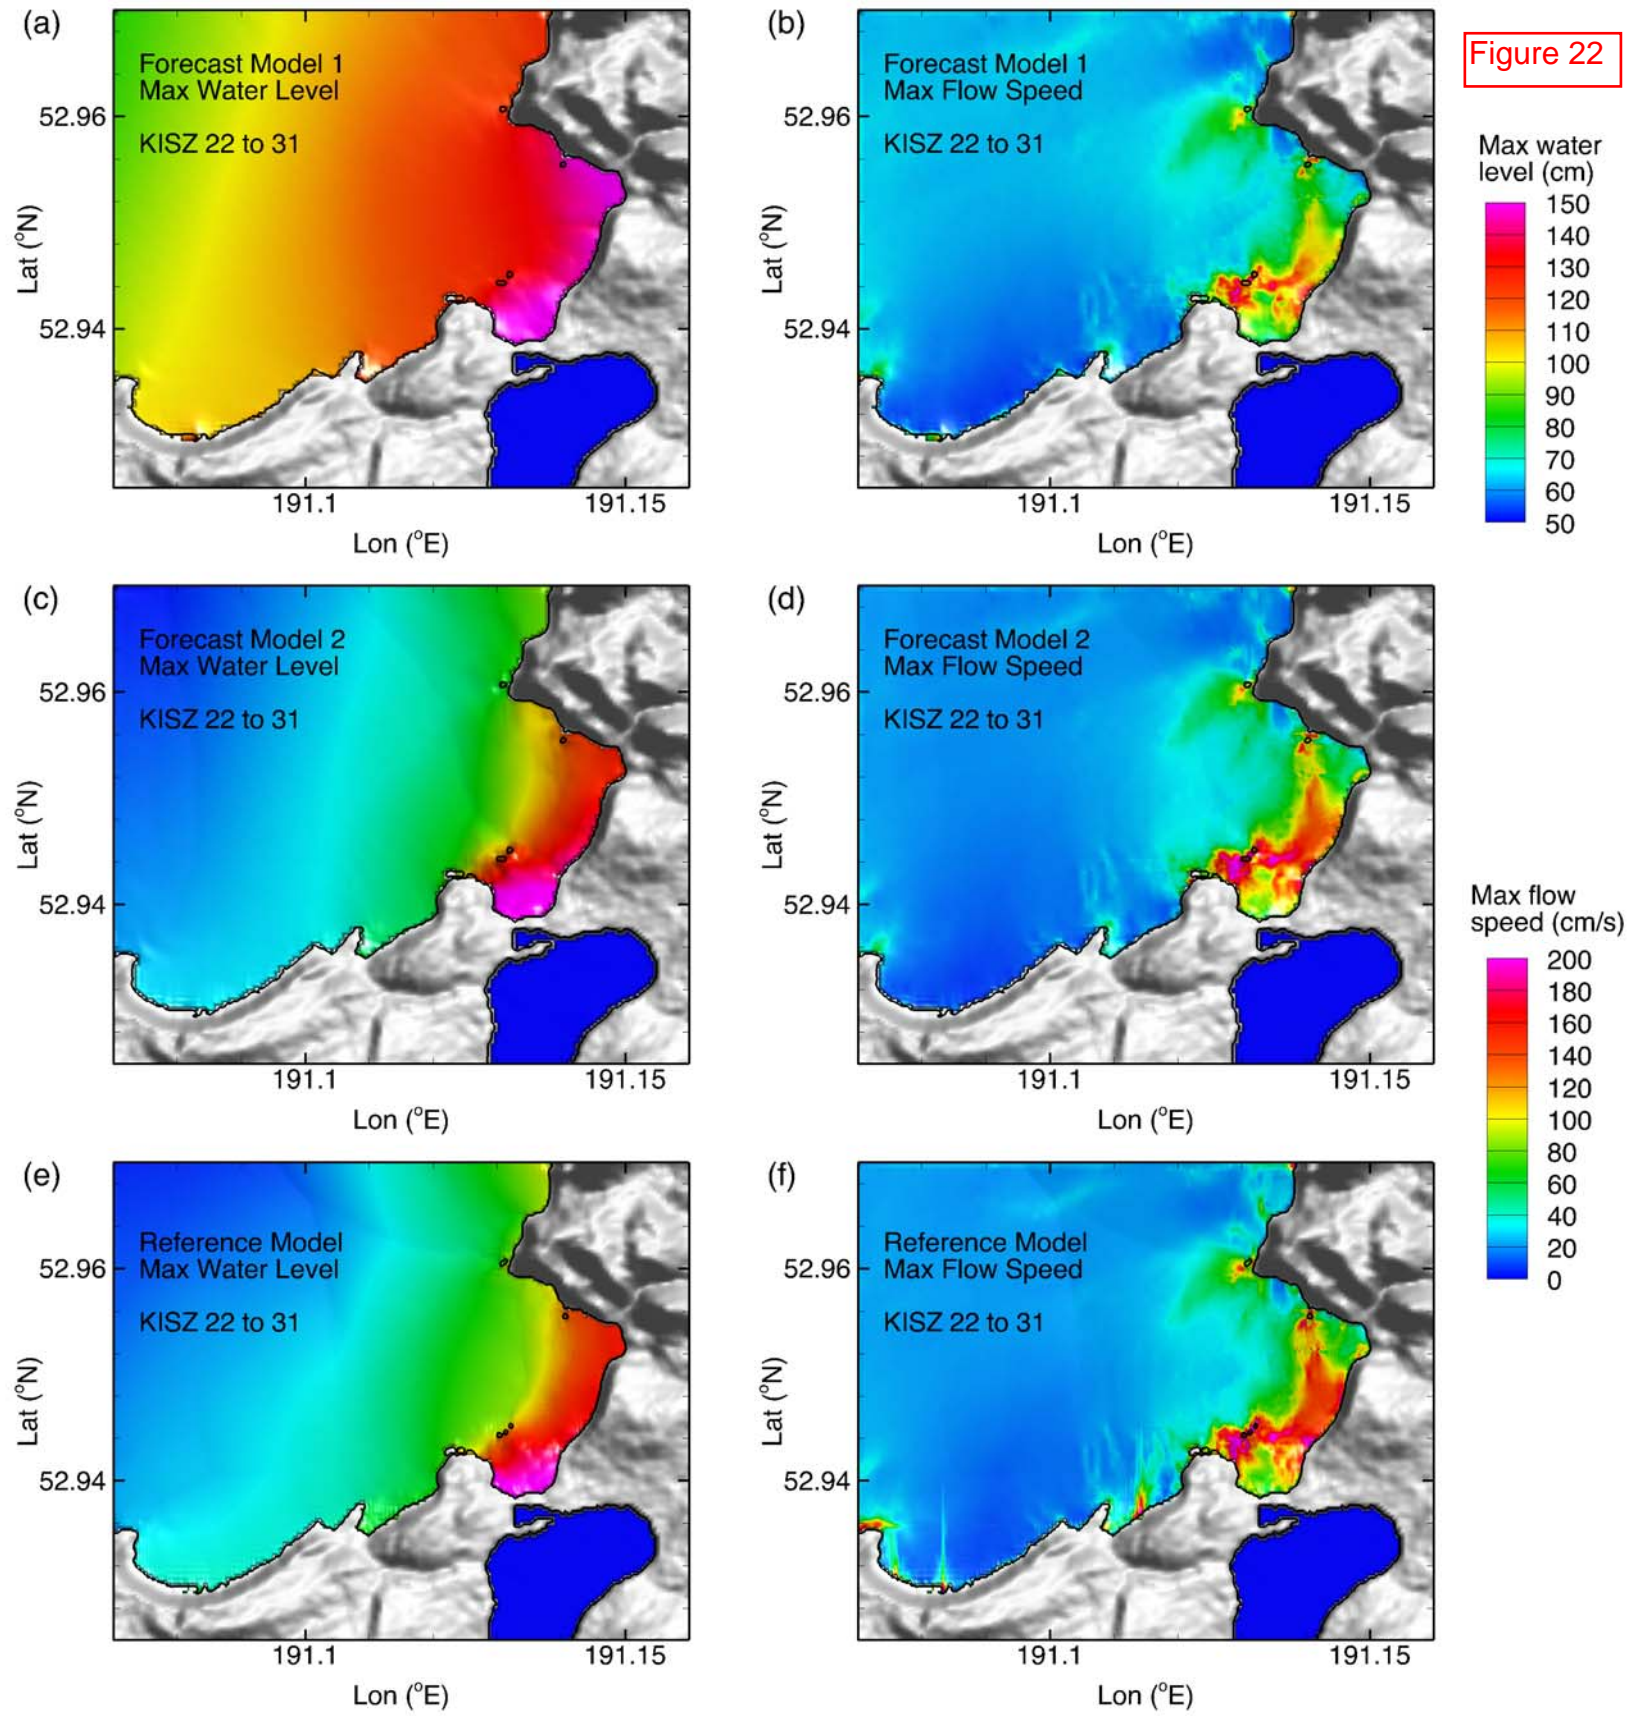 (a)
Forecast Model 1
Max Water Level
KISZ 22 to 31
52.96
52.94
Lat (°N)
191.1
191.15
Lon (°E)
(b)
Forecast Model 1
Max Flow Speed
KISZ 22 to 31
52.96
52.94
Lat (°N)
191.1
191.15
Lon (°E)
Figure 22
Max water
level (cm)
150
140
130
120
110
100
90
80
70
60
50
(c)
Forecast Model 2
Max Water Level
KISZ 22 to 31
52.96
52.94
Lat (°N)
191.1
191.15
Lon (°E)
(d)
Forecast Model 2
Max Flow Speed
KISZ 22 to 31
52.96
52.94
Lat (°N)
191.1
191.15
Lon (°E)
Max flow
speed (cm/s)
200
180
160
140
120
100
80
60
40
20
0
(e)
Reference Model
Max Water Level
KISZ 22 to 31
52.96
52.94
Lat (°N)
191.1
191.15
Lon (°E)
(f)
Reference Model
Max Flow Speed
KISZ 22 to 31
52.96
52.94
Lat (°N)
191.1
191.15
Lon (°E)